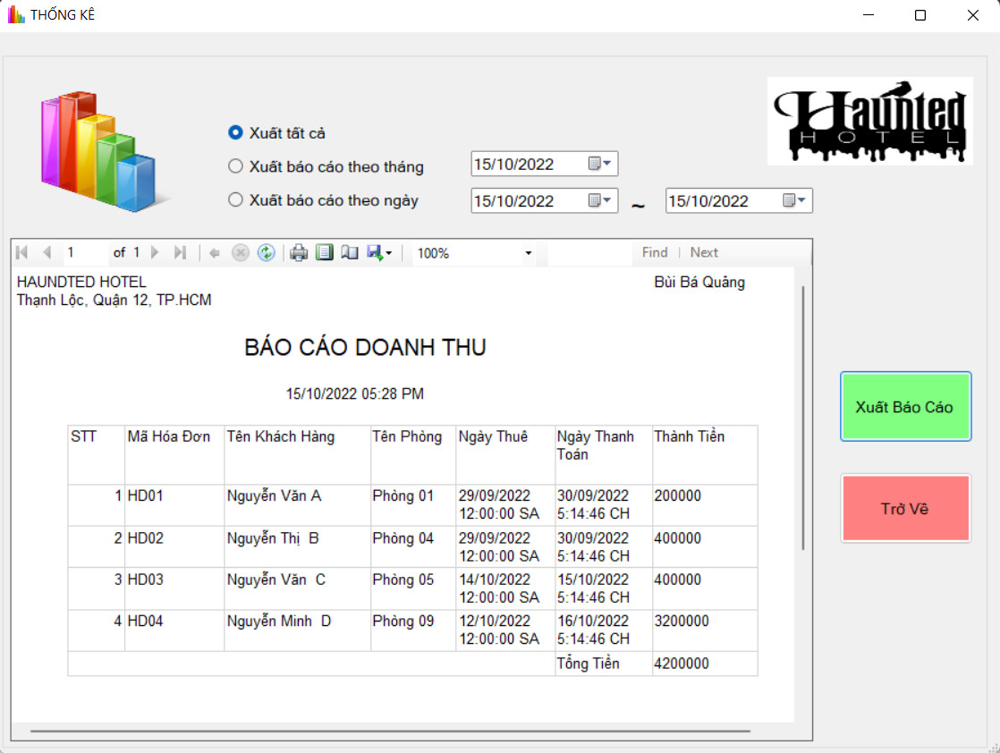 THỐNG KÊ
Haunted
HOTEL
Xuất tất cả
Xuất báo cáo theo tháng
15/10/2022
Xuất báo cáo theo ngày
15/10/2022
~
15/10/2022
1 of 1
100%
Find | Next
HAUNDTED HOTEL
Bùi Bá Quãng
Thạnh Lộc, Quận 12, TP.HCM
BÁO CÁO DOANH THU
15/10/2022 05:28 PM
STT Mã Hóa Đơn Tên Khách Hàng Tên Phòng Ngày Thuê Ngày Thanh Toán Thành Tiền
1 HD01 Nguyễn Văn A Phòng 01 29/09/2022 12:00:00 SA 30/09/2022 5:14:46 CH 200000
2 HD02 Nguyễn Thị B Phòng 04 29/09/2022 12:00:00 SA 30/09/2022 5:14:46 CH 400000
3 HD03 Nguyễn Văn C Phòng 05 14/10/2022 12:00:00 SA 15/10/2022 5:14:46 CH 400000
4 HD04 Nguyễn Minh D Phòng 09 12/10/2022 12:00:00 SA 16/10/2022 5:14:46 CH 3200000
Tổng Tiền 4200000
Xuất Báo Cáo
Trở Về